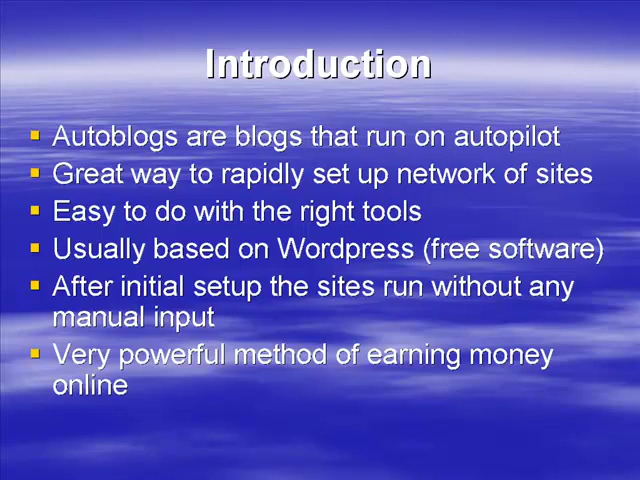 Introduction
Autoblogs are blogs that run on autopilot
Great way to rapidly set up network of sites
Easy to do with the right tools
Usually based on Wordpress (free software)
After initial setup the sites run without any
manual input
Very powerful method of earning money
online